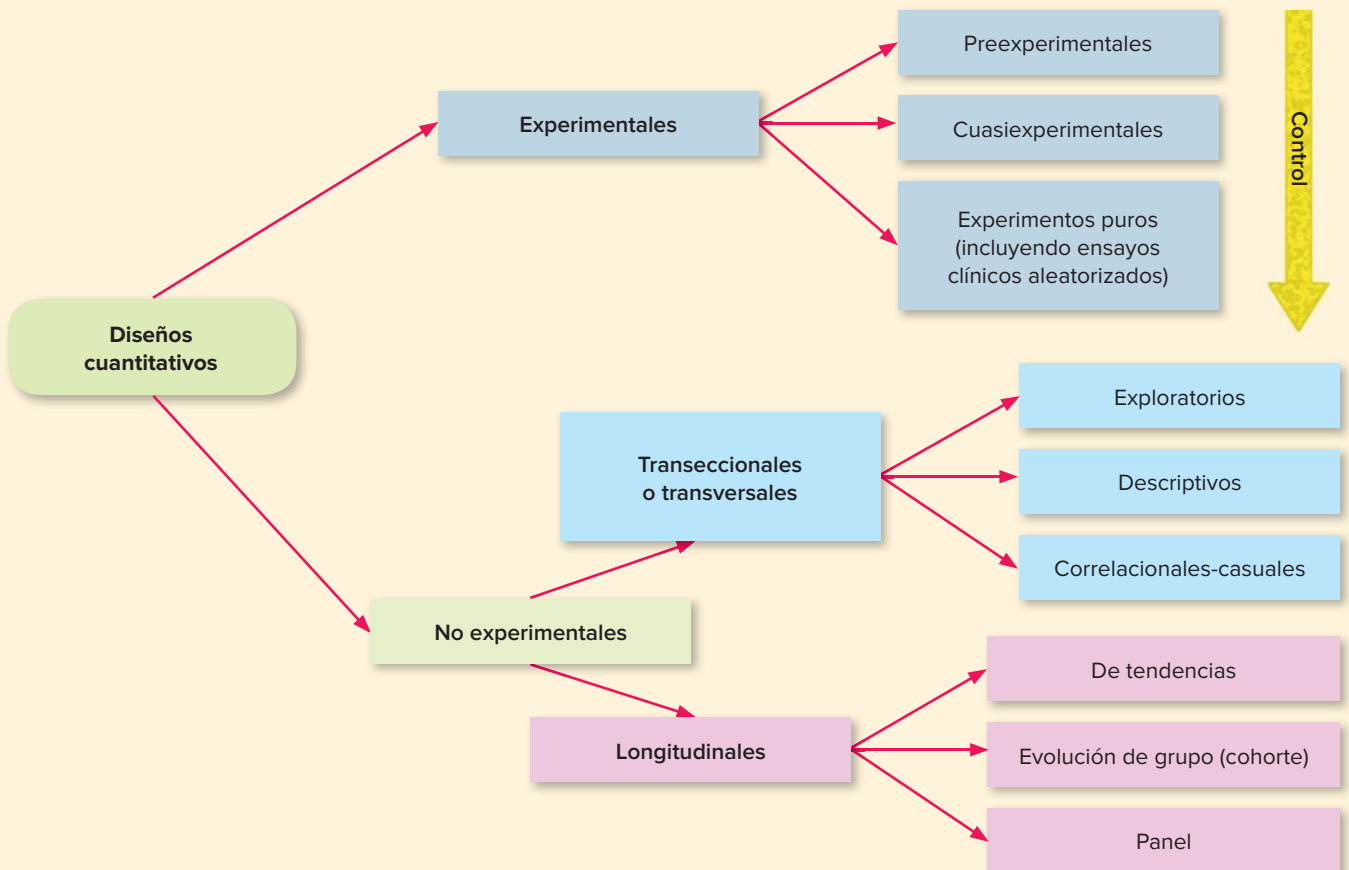 Preexperimentales
Experimentales
Cuasiexperimentales
Control
Experimentos puros
(incluyendo ensayos
clínicos aleatorizados)
Diseños
cuantitativos
Exploratorios
Transeccionales
o transversales
Descriptivos
Correlacionales-casuales
No experimentales
De tendencias
Longitudinales
Evolución de grupo (cohorte)
Panel